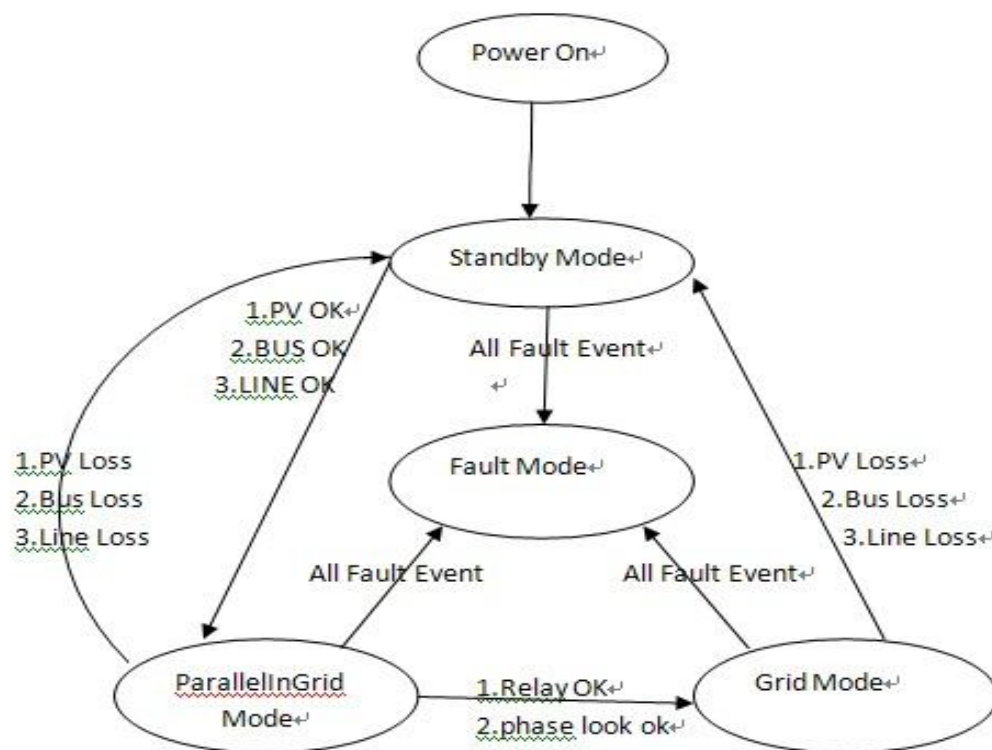 Power On
Standby Mode
1.PV OK
2.BUS OK
3.LINE OK
All Fault Event
Fault Mode
1.PV Loss
2.Bus Loss
3.Line Loss
1.PV Loss
2.Bus Loss
3.Line Loss
All Fault Event
All Fault Event
ParallelInGrid
Mode
1.Relay OK
2.phase look ok
Grid Mode